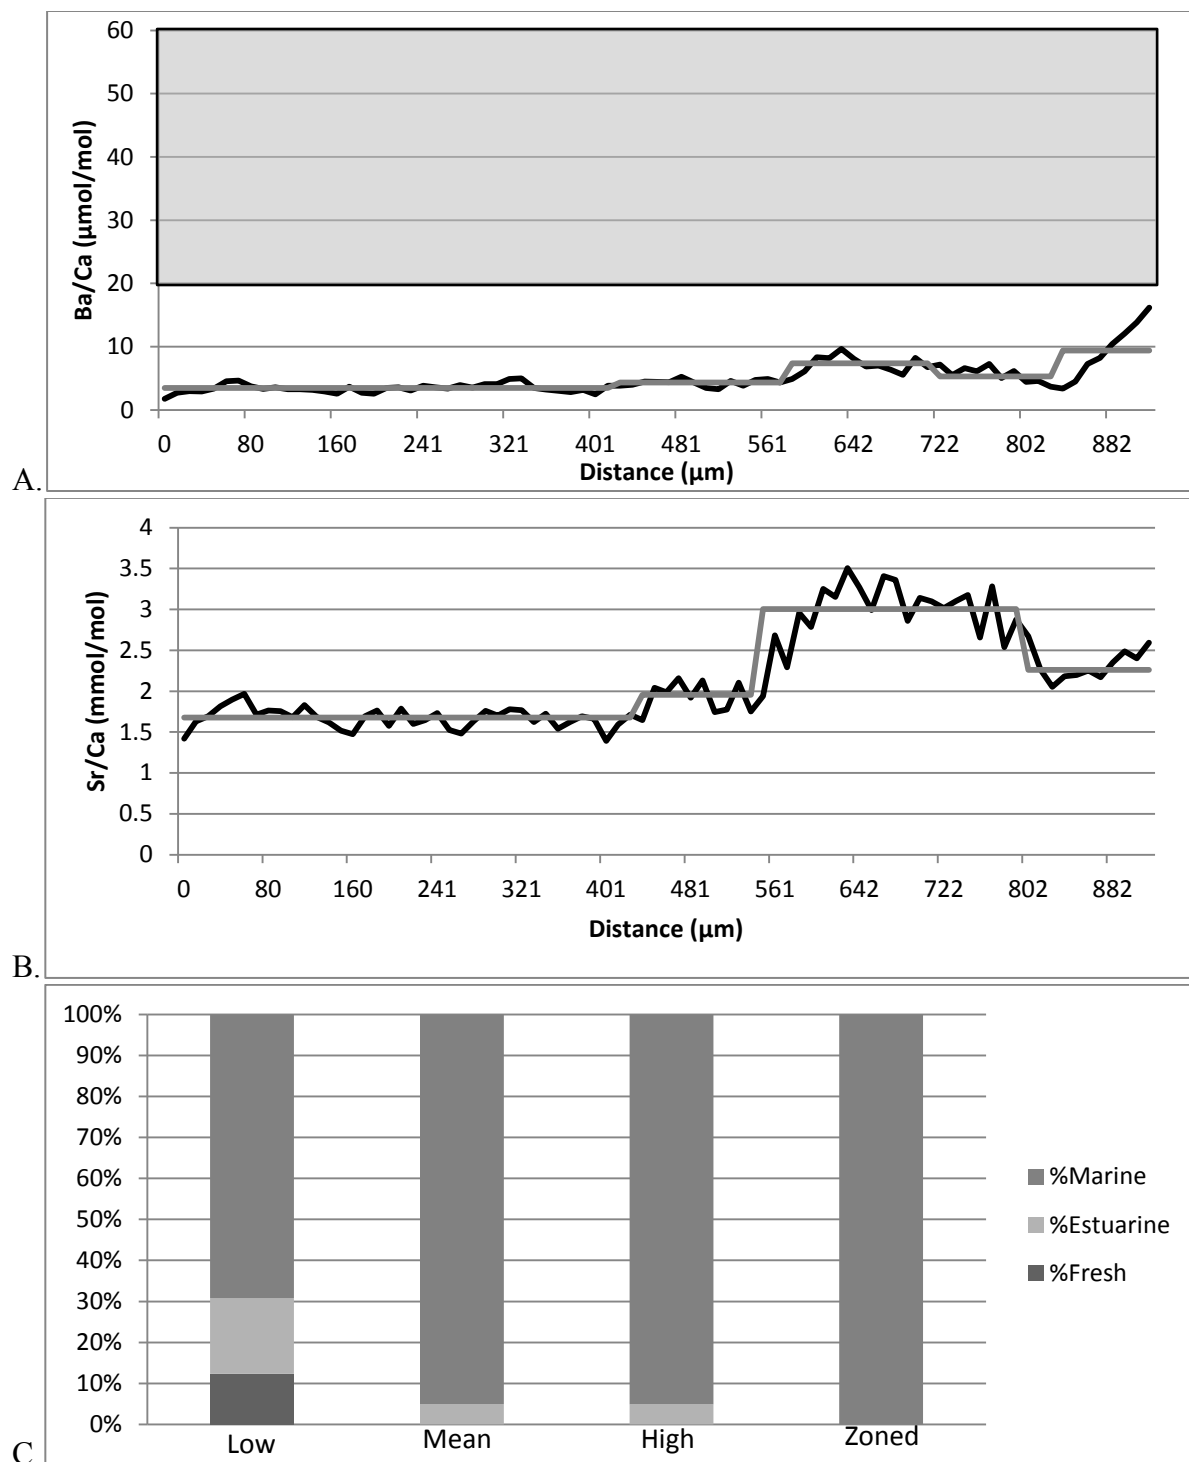 60
50
40
30
20
10
0
Ba/Ca (µmol/mol)
0 80 160 241 321 401 481 561 642 722 802 882
Distance (µm)
A.
4
3.5
3
2.5
2
1.5
1
0.5
0
Sr/Ca (mmol/mol)
0 80 160 241 321 401 481 561 642 722 802 882
Distance (µm)
B.
100%
90%
80%
70%
60%
50%
40%
30%
20%
10%
0%
Low Mean High Zoned
%Marine
%Estuarine
%Fresh
C